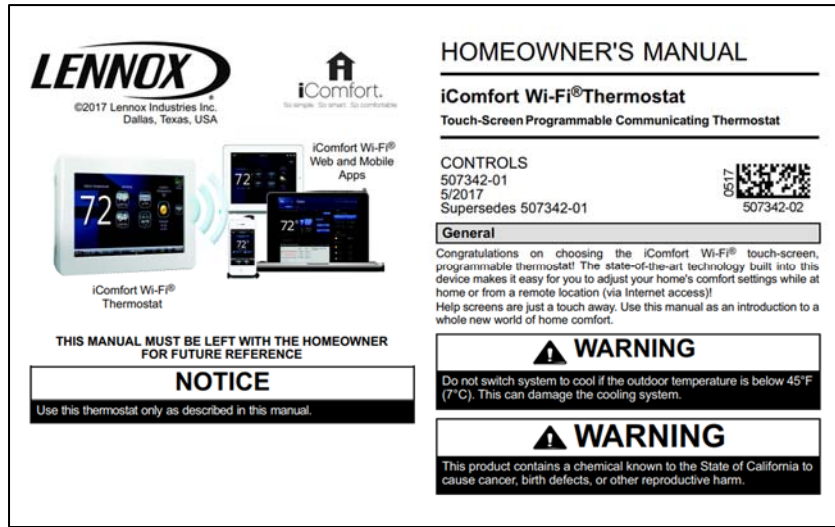 LENNOX
©2017 Lennox Industries Inc.
Dallas, Texas, USA
iComfort.
So simple. So smart. So comfortable
iComfort Wi-Fi®
Web and Mobile
Apps
72
72
72°
72°
iComfort Wi-Fi®
Thermostat
THIS MANUAL MUST BE LEFT WITH THE HOMEOWNER
FOR FUTURE REFERENCE
NOTICE
Use this thermostat only as described in this manual.
HOMEOWNER'S MANUAL
iComfort Wi-Fi®Thermostat
Touch-Screen Programmable Communicating Thermostat
CONTROLS
507342-01
5/2017
Supersedes 507342-01
0517
507342-02
General
Congratulations on choosing the iComfort Wi-Fi® touch-screen,
programmable thermostat! The state-of-the-art technology built into this
device makes it easy for you to adjust your home's comfort settings while at
home or from a remote location (via Internet access)!
Help screens are just a touch away. Use this manual as an introduction to a
whole new world of home comfort.
WARNING
Do not switch system to cool if the outdoor temperature is below 45°F
(7°C). This can damage the cooling system.
WARNING
This product contains a chemical known to the State of California to
cause cancer, birth defects, or other reproductive harm.